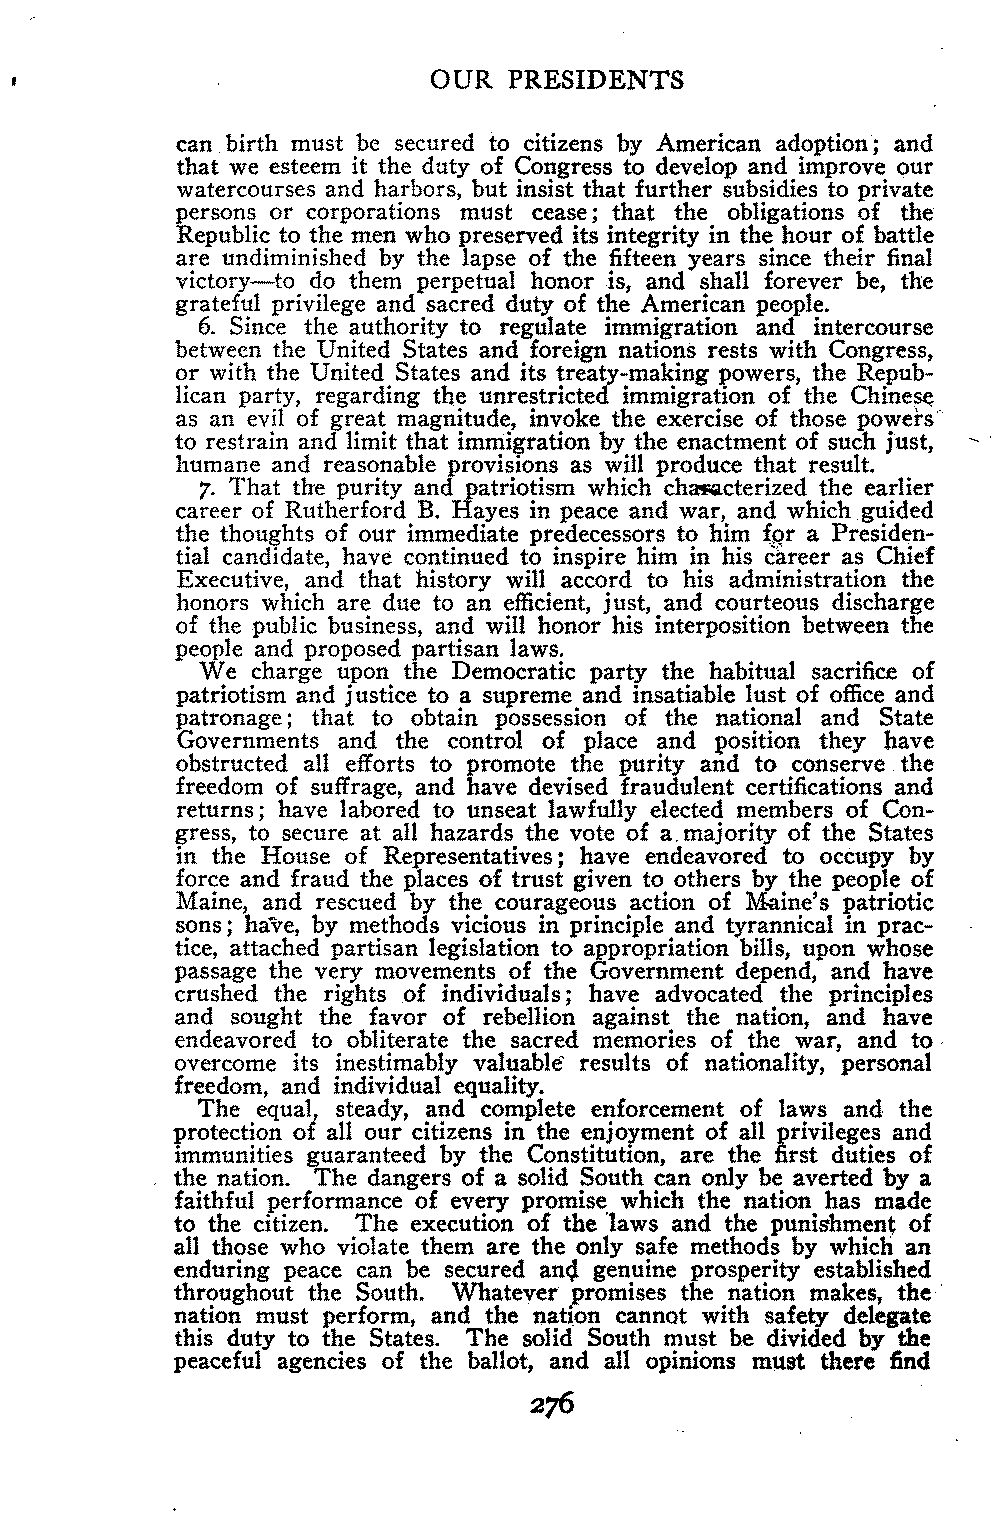 OUR PRESIDENTS
can birth must be secured to citizens by American adoption; and
that we esteem it the duty of Congress to develop and improve our
watercourses and harbors, but insist that further subsidies to private
persons or corporations must cease; that the obligations of the
Republic to the men who preserved its integrity in the hour of battle
are undiminished by the lapse of the fifteen years since their final
victory—to do them perpetual honor is, and shall forever be, the
grateful privilege and sacred duty of the American people.
6. Since the authority to regulate immigration and intercourse
between the United States and foreign nations rests with Congress,
or with the United States and its treaty-making powers, the Repub-
lican party, regarding the unrestricted immigration of the Chinese
as an evil of great magnitude, invoke the exercise of those powers
to restrain and limit that immigration by the enactment of such just,
humane and reasonable provisions as will produce that result.
7. That the purity and patriotism which characterized the earlier
career of Rutherford B. Hayes in peace and war, and which guided
the thoughts of our immediate predecessors to him for a Presiden-
tial candidate, have continued to inspire him in his career as Chief
Executive, and that history will accord to his administration the
honors which are due to an efficient, just, and courteous discharge
of the public business, and will honor his interposition between the
people and proposed partisan laws.
We charge upon the Democratic party the habitual sacrifice of
patriotism and justice to a supreme and insatiable lust of office and
patronage; that to obtain possession of the national and State
Governments and the control of place and position they have
obstructed all efforts to promote the purity and to conserve the
freedom of suffrage, and have devised fraudulent certifications and
returns; have labored to unseat lawfully elected members of Con-
gress, to secure at all hazards the vote of a majority of the States
in the House of Representatives; have endeavored to occupy by
force and fraud the places of trust given to others by the people of
Maine, and rescued by the courageous action of Maine's patriotic
sons; have, by methods vicious in principle and tyrannical in prac-
tice, attached partisan legislation to appropriation bills, upon whose
passage the very movements of the Government depend, and have
crushed the rights of individuals; have advocated the principles
and sought the favor of rebellion against the nation, and have
endeavored to obliterate the sacred memories of the war, and to
overcome its inestimably valuable results of nationality, personal
freedom, and individual equality.
The equal, steady, and complete enforcement of laws and the
protection of all our citizens in the enjoyment of all privileges and
immunities guaranteed by the Constitution, are the first duties of
the nation. The dangers of a solid South can only be averted by a
faithful performance of every promise which the nation has made
to the citizen. The execution of the laws and the punishment of
all those who violate them are the only safe methods by which an
enduring peace can be secured and genuine prosperity established
throughout the South. Whatever promises the nation makes, the
nation must perform, and the nation cannot with safety delegate
this duty to the States. The solid South must be divided by the
peaceful agencies of the ballot, and all opinions must there find
276